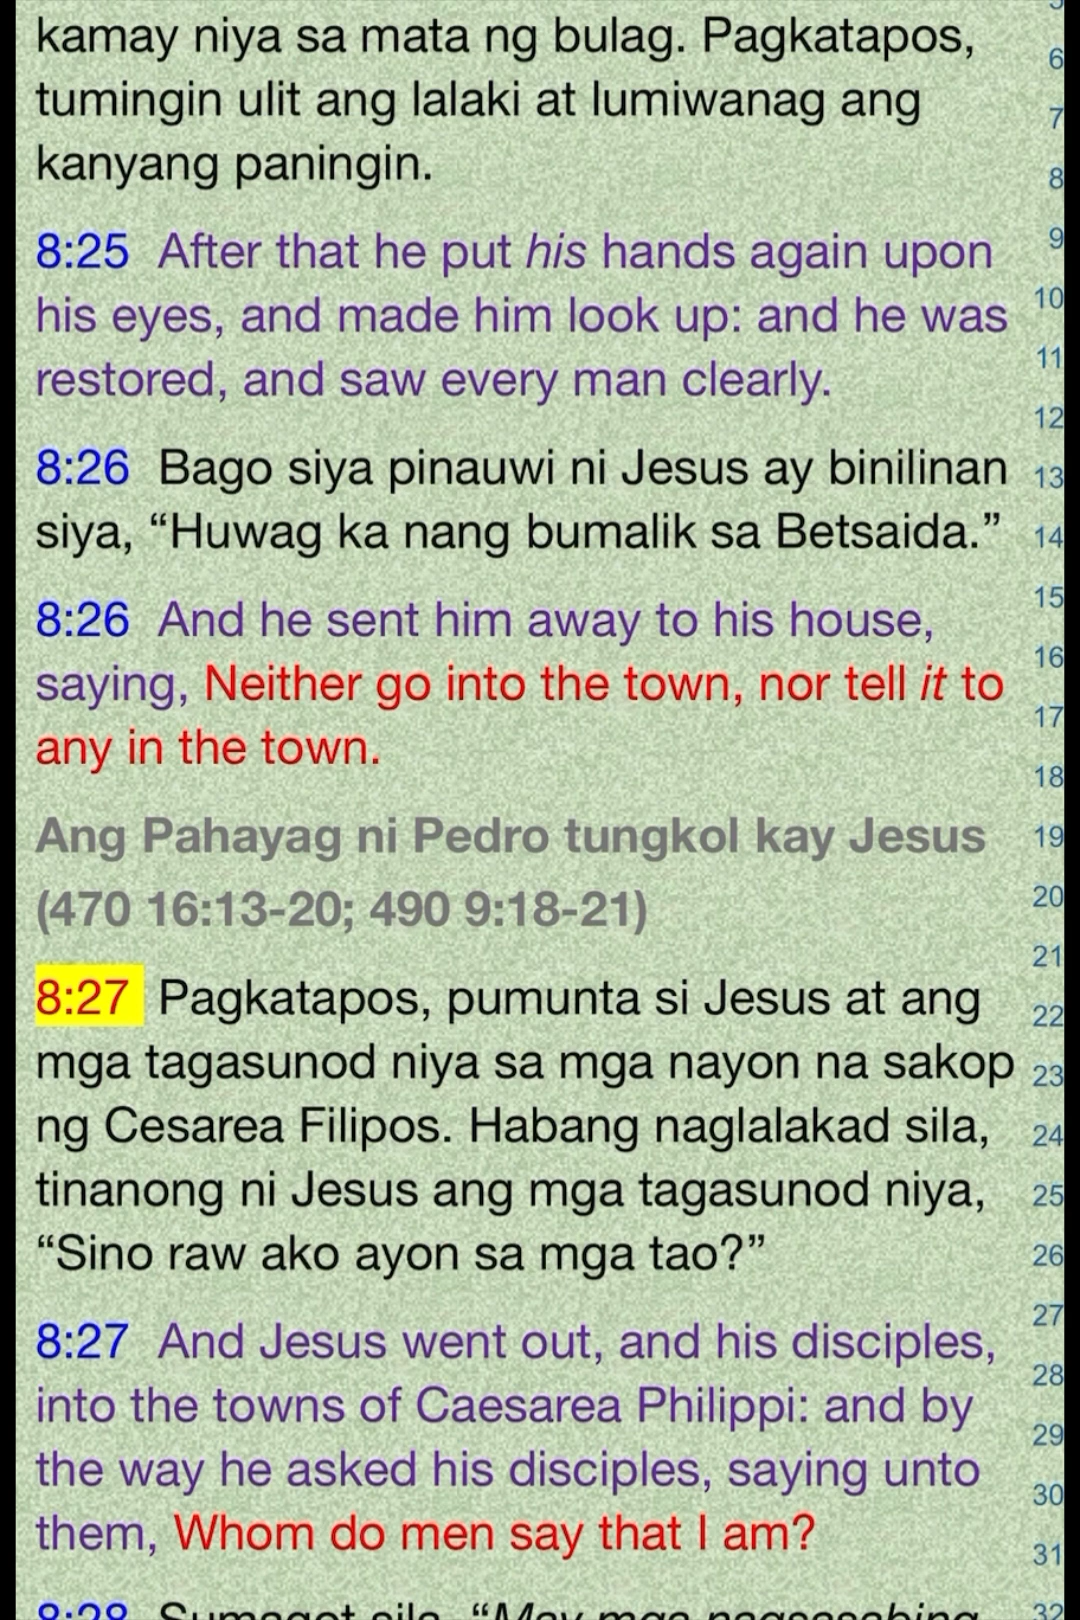 kamay niya sa mata ng bulag. Pagkatapos,
tumingin ulit ang lalaki at lumiwanag ang
kanyang paningin.
8:25 After that he put his hands again upon
his eyes, and made him look up: and he was
restored, and saw every man clearly.
8:26 Bago siya pinauwi ni Jesus ay binilinan
siya, “Huwag ka nang bumalik sa Betsaida.”
8:26 And he sent him away to his house,
saying, Neither go into the town, nor tell it to
any in the town.
Ang Pahayag ni Pedro tungkol kay Jesus
(470 16:13-20; 490 9:18-21)
8:27 Pagkatapos, pumunta si Jesus at ang
mga tagasunod niya sa mga nayon na sakop
ng Cesarea Filipos. Habang naglalakad sila,
tinanong ni Jesus ang mga tagasunod niya,
“Sino raw ako ayon sa mga tao?”
8:27 And Jesus went out, and his disciples,
into the towns of Caesarea Philippi: and by
the way he asked his disciples, saying unto
them, Whom do men say that I am?
8:28 Sumagot sila, “May mga nagsasabing
6
7
8
9
10
11
12
13
14
15
16
17
18
19
20
21
22
23
24
25
26
27
28
29
30
31
32